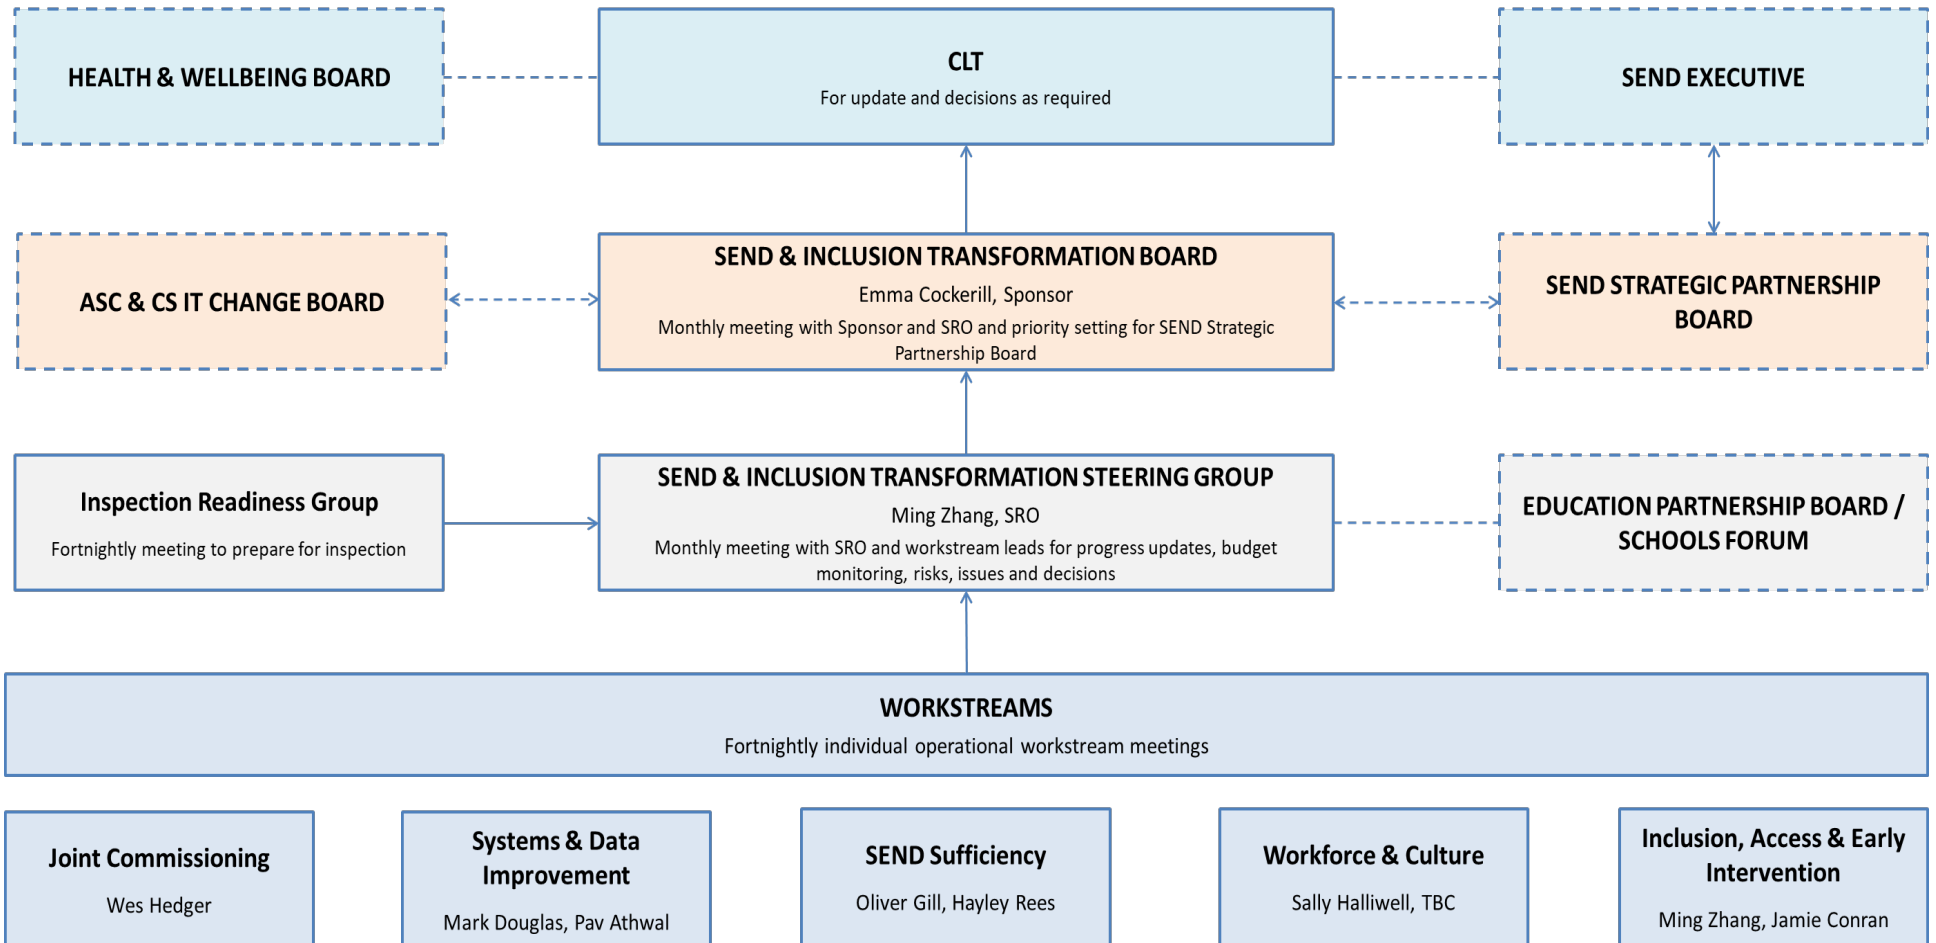 HEALTH & WELLBEING BOARD
CLT
For update and decisions as required
SEND EXECUTIVE
ASC & CS IT CHANGE BOARD
SEND & INCLUSION TRANSFORMATION BOARD
Emma Cockerill, Sponsor
Monthly meeting with Sponsor and SRO and priority setting for SEND Strategic
Partnership Board
SEND STRATEGIC PARTNERSHIP
BOARD
Inspection Readiness Group
Fortnightly meeting to prepare for inspection
SEND & INCLUSION TRANSFORMATION STEERING GROUP
Ming Zhang, SRO
Monthly meeting with SRO and workstream leads for progress updates, budget
monitoring, risks, issues and decisions
EDUCATION PARTNERSHIP BOARD /
SCHOOLS FORUM
WORKSTREAMS
Fortnightly individual operational workstream meetings
Joint Commissioning
Wes Hedger
Systems & Data
Improvement
Mark Douglas, Pav Athwal
SEND Sufficiency
Oliver Gill, Hayley Rees
Workforce & Culture
Sally Halliwell, TBC
Inclusion, Access & Early
Intervention
Ming Zhang, Jamie Conran